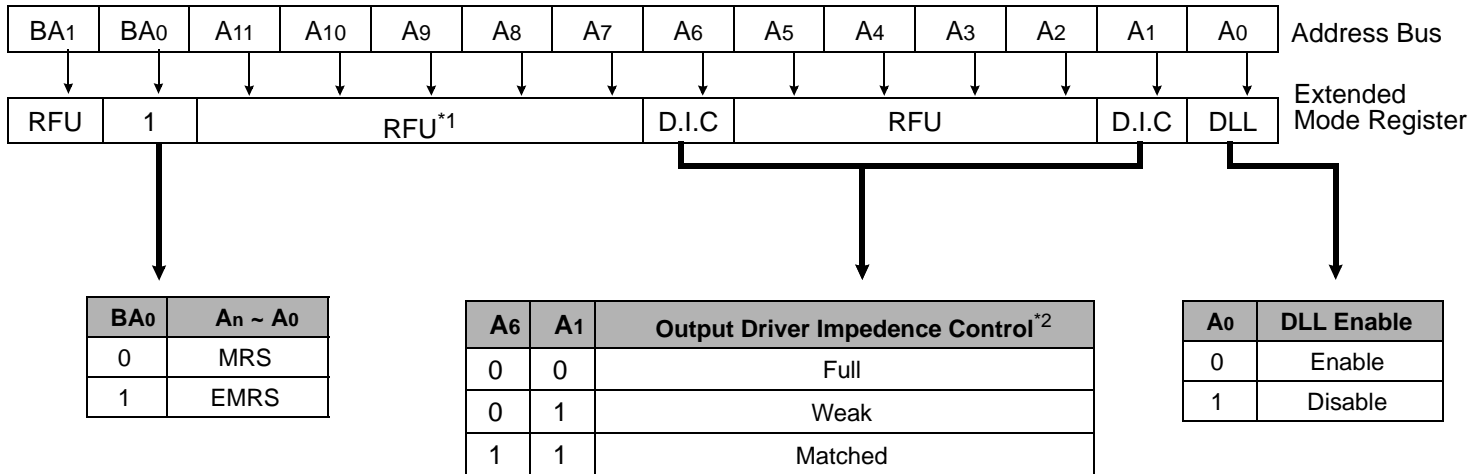 BA1 BA0 A11 A10 A9 A8 A7 A6 A5 A4 A3 A2 A1 A0 Address Bus
RFU 1 RFU*1 D.I.C RFU D.I.C DLL Extended Mode Register
BA0 An ~ A0
0 MRS
1 EMRS
A6 A1 Output Driver Impedence Control*2
0 0 Full
0 1 Weak
1 1 Matched
A0 DLL Enable
0 Enable
1 Disable